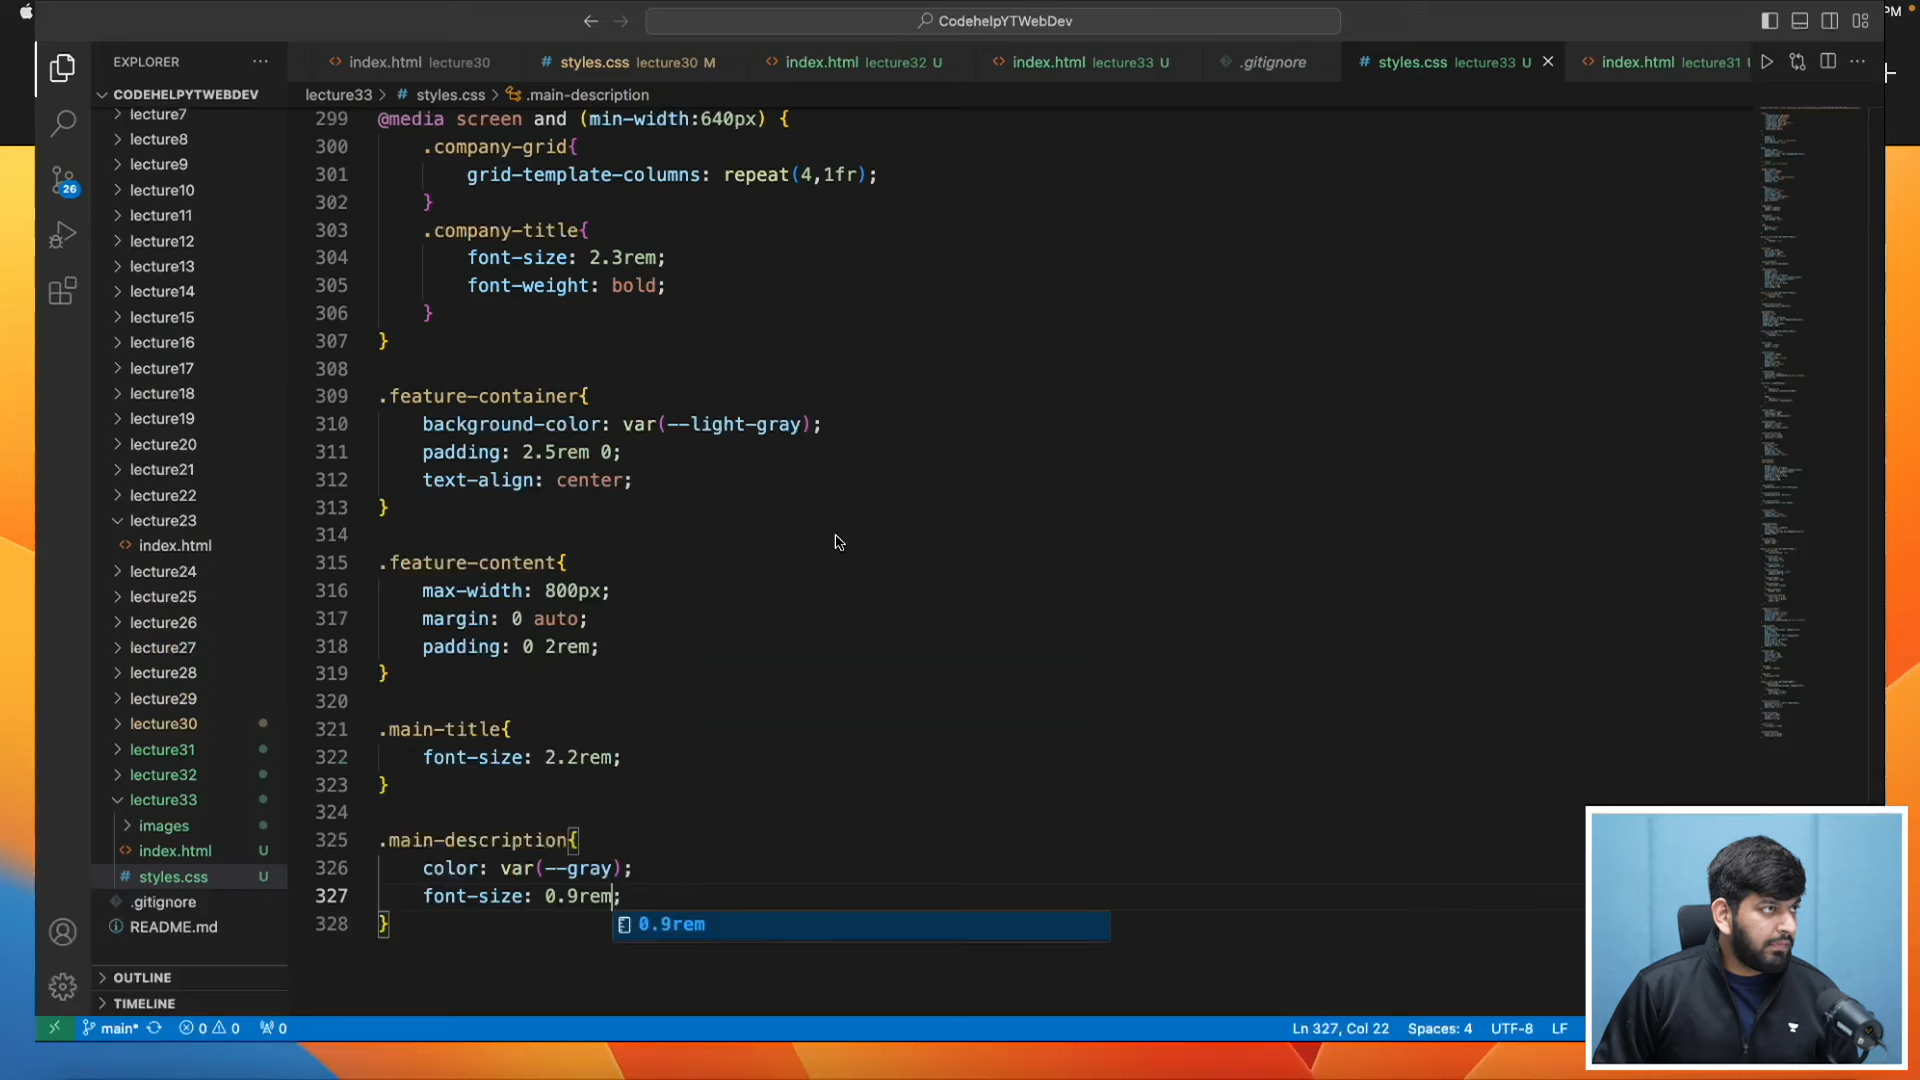 CodehelpYTWebDev
PM
EXPLORER
index.html lecture30
styles.css lecture30 M
index.html lecture32 U
index.html lecture33 U
.gitignore
styles.css lecture33 U
index.html lecture31 U
CODEHELPYTWEBDEV
lecture33 > styles.css > .main-description
lecture7
lecture8
lecture9
lecture10
lecture11
lecture12
lecture13
lecture14
lecture15
lecture16
lecture17
lecture18
lecture19
lecture20
lecture21
lecture22
lecture23
index.html
lecture24
lecture25
lecture26
lecture27
lecture28
lecture29
lecture30
lecture31
lecture32
lecture33
images
index.html U
styles.css U
.gitignore
README.md
OUTLINE
TIMELINE
26
299 @media screen and (min-width:640px) {
300 .company-grid{
301 grid-template-columns: repeat(4,1fr);
302 }
303 .company-title{
304 font-size: 2.3rem;
305 font-weight: bold;
306 }
307 }
308
309 .feature-container{
310 background-color: var(--light-gray);
311 padding: 2.5rem 0;
312 text-align: center;
313 }
314
315 .feature-content{
316 max-width: 800px;
317 margin: 0 auto;
318 padding: 0 2rem;
319 }
320
321 .main-title{
322 font-size: 2.2rem;
323 }
324
325 .main-description{
326 color: var(--gray);
327 font-size: 0.9rem;
328 }
0.9rem
main* 0 0 0
Ln 327, Col 22 Spaces: 4 UTF-8 LF